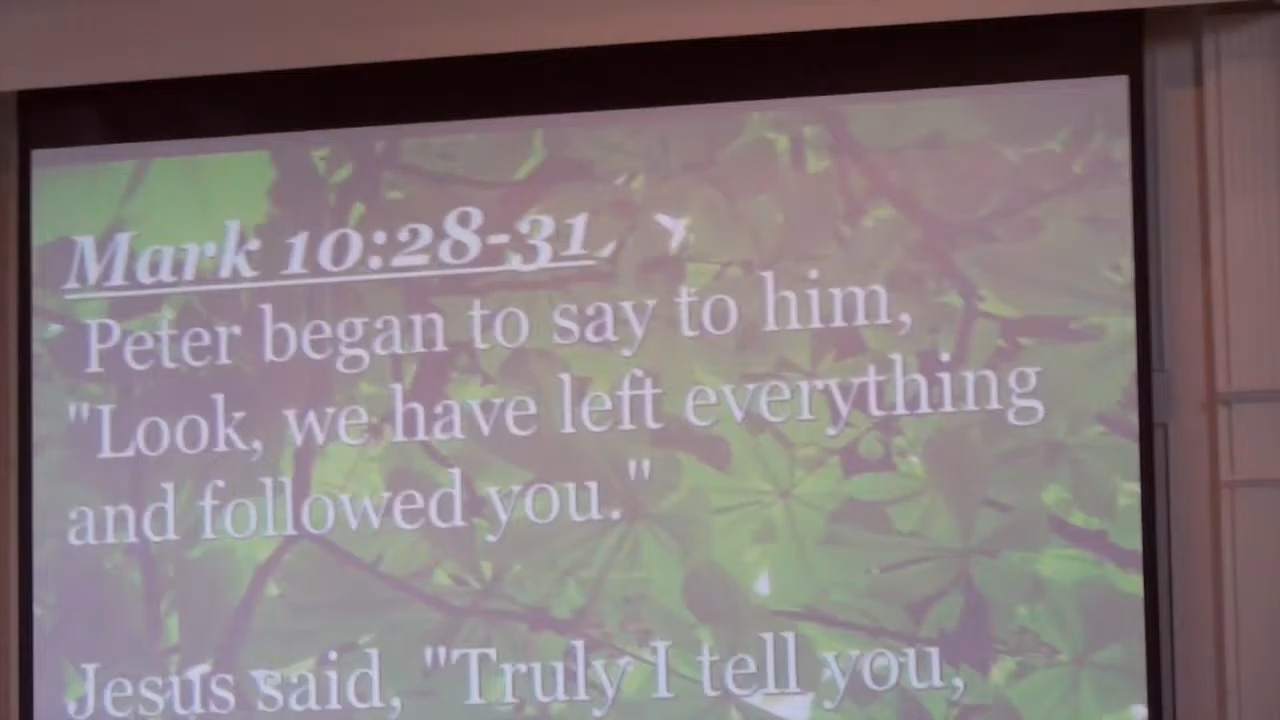 Mark 10:28-31
Peter began to say to him,
"Look, we have left everything
and followed you."
Jesus said, "Truly I tell you,